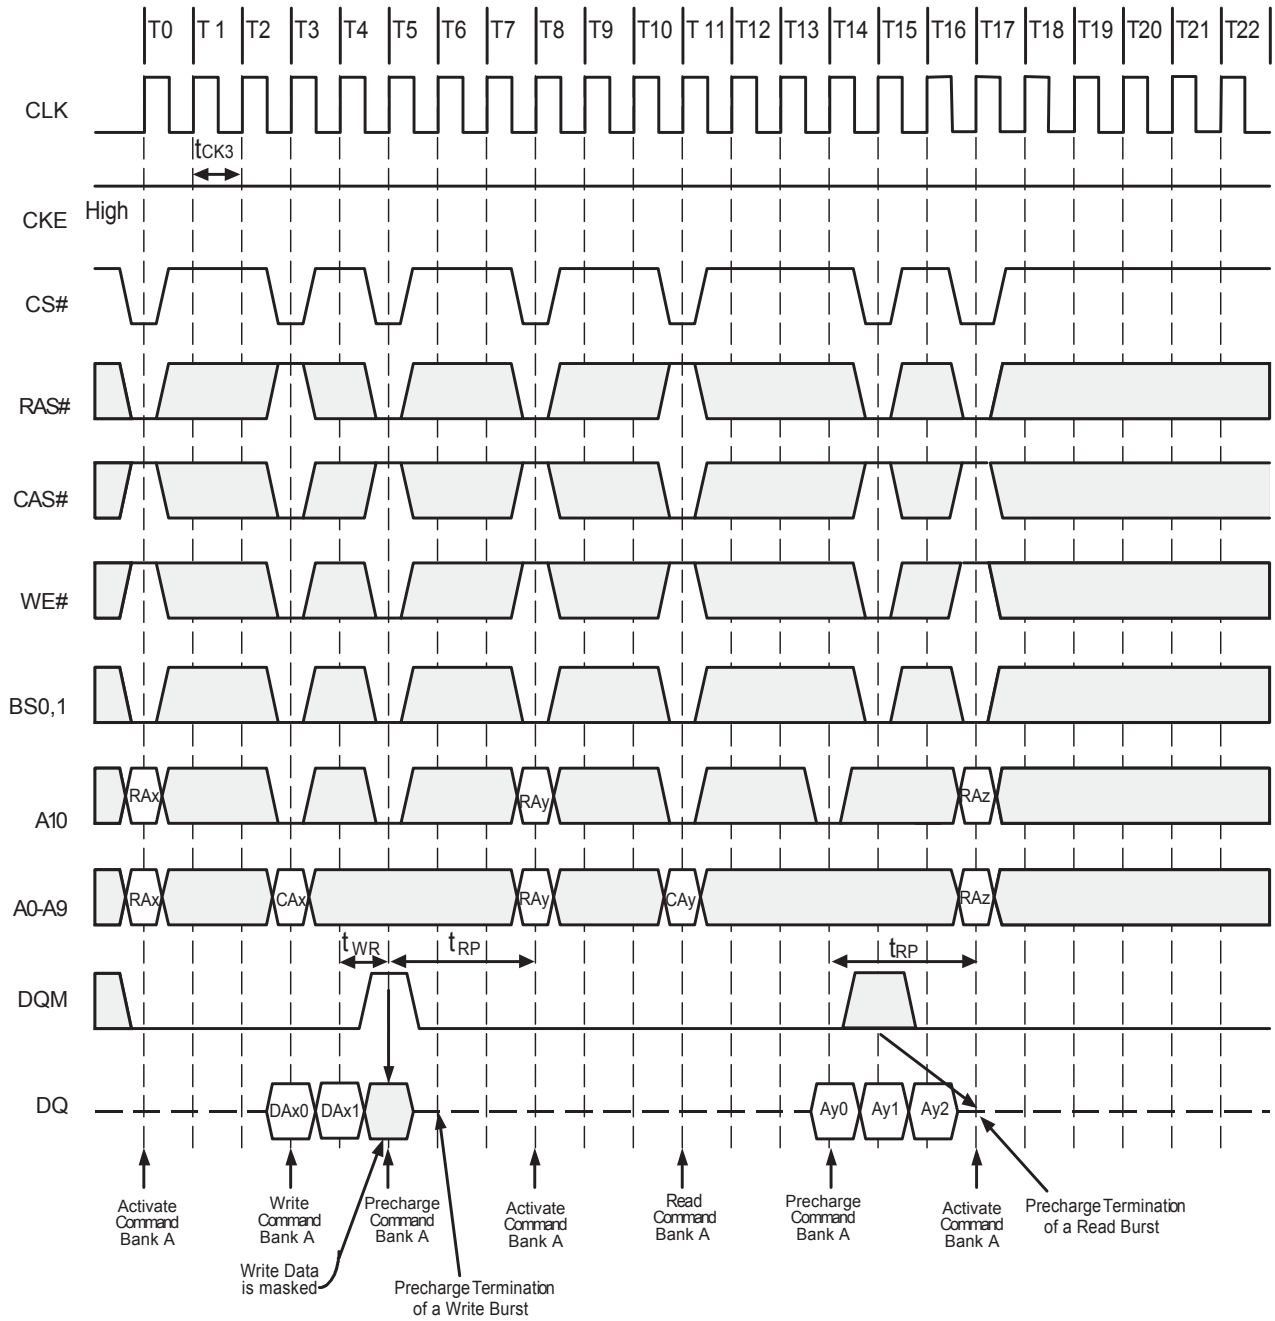 T0 T 1 T2 T3 T4 T5 T6 T7 T8 T9 T10 T 11 T12 T13 T14 T15 T16 T17 T18 T19 T20 T21 T22
CLK
tCK3
High
CKE
CS#
RAS#
CAS#
WE#
BS0,1
RAx RAy RAz
A10
RAx CAx RAy CAy RAz
A0-A9
tWR tRP tRP
DQM
DQ
DAx0 DAx1 Ay0 Ay1 Ay2
Activate
Command
Bank A
Write
Command
Bank A
Precharge
Command
Bank A
Activate
Command
Bank A
Read
Command
Bank A
Precharge
Command
Bank A
Activate
Command
Bank A
Precharge Termination
of a Read Burst
Write Data
is masked
Precharge Termination
of a Write Burst